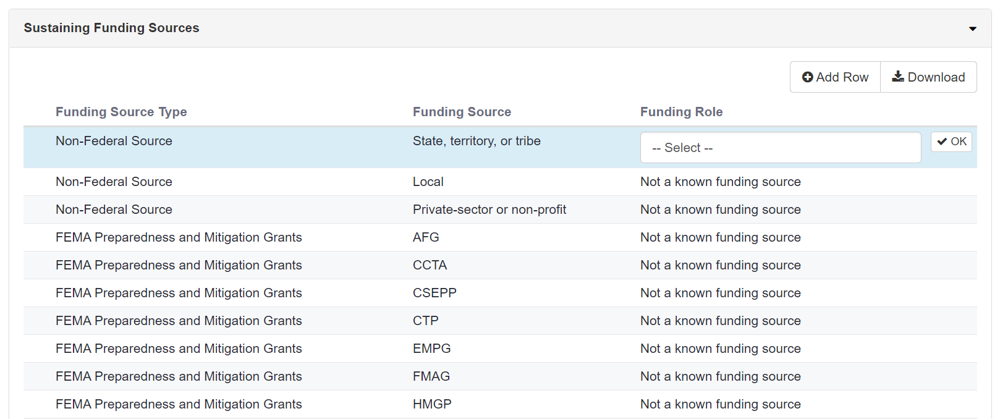 Sustaining Funding Sources
Add Row Download
Funding Source Type Funding Source Funding Role
Non-Federal Source State, territory, or tribe -- Select -- OK
Non-Federal Source Local Not a known funding source
Non-Federal Source Private-sector or non-profit Not a known funding source
FEMA Preparedness and Mitigation Grants AFG Not a known funding source
FEMA Preparedness and Mitigation Grants CCTA Not a known funding source
FEMA Preparedness and Mitigation Grants CSEPP Not a known funding source
FEMA Preparedness and Mitigation Grants CTP Not a known funding source
FEMA Preparedness and Mitigation Grants EMPG Not a known funding source
FEMA Preparedness and Mitigation Grants FMAG Not a known funding source
FEMA Preparedness and Mitigation Grants HMGP Not a known funding source